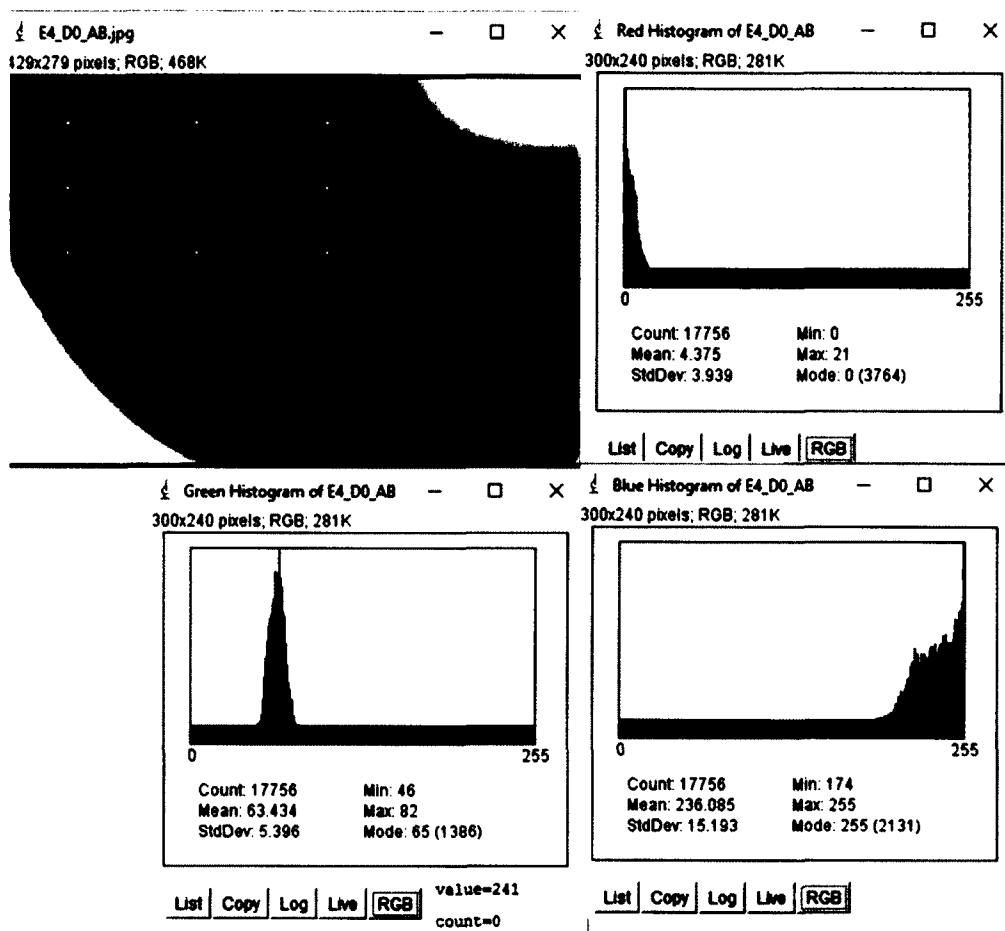 E4_D0_AB.jpg
429x279 pixels; RGB; 468K
Red Histogram of E4_D0_AB
300x240 pixels; RGB; 281K
0 255
Count: 17756 Min: 0
Mean: 4.375 Max: 21
StdDev: 3.939 Mode: 0 (3764)
List Copy Log Live RGB
Green Histogram of E4_D0_AB
300x240 pixels; RGB; 281K
0 255
Count: 17756 Min: 46
Mean: 63.434 Max: 82
StdDev: 5.396 Mode: 65 (1386)
List Copy Log Live RGB
value=241
count=0
Blue Histogram of E4_D0_AB
300x240 pixels; RGB; 281K
0 255
Count: 17756 Min: 174
Mean: 236.085 Max: 255
StdDev: 15.193 Mode: 255 (2131)
List Copy Log Live RGB